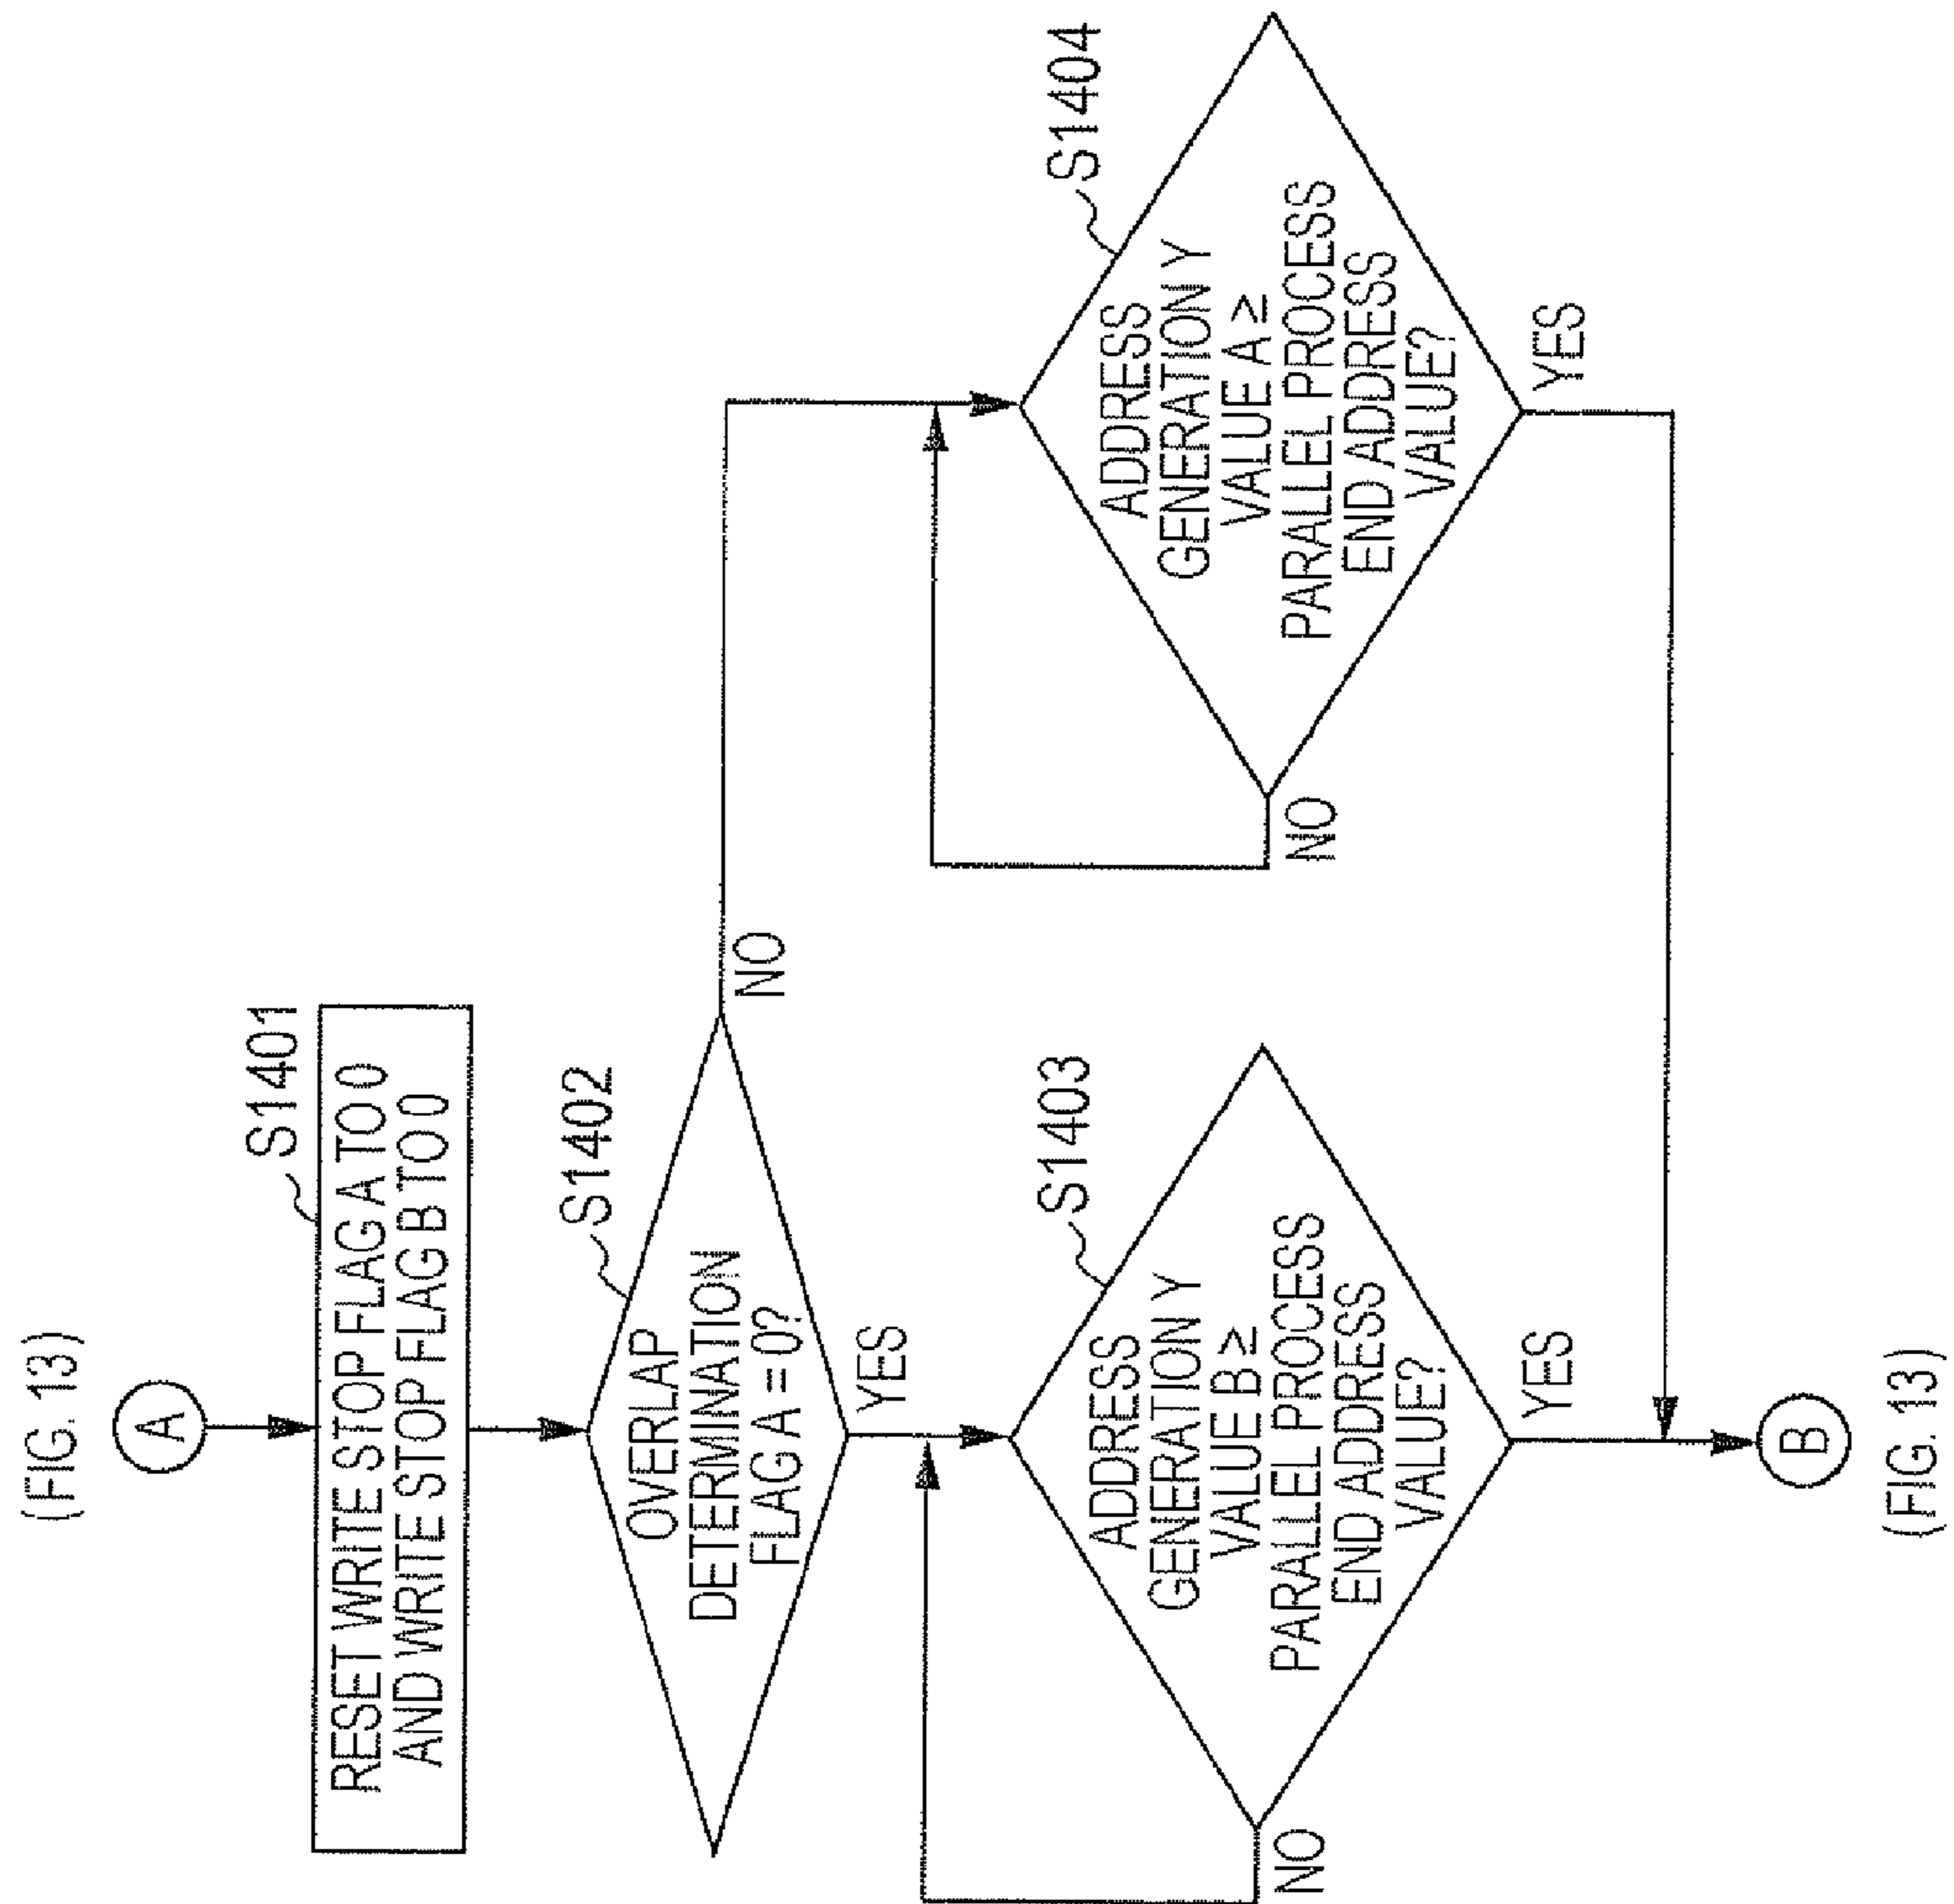 (FIG. 13)
A
S1401
RESET WRITE STOP FLAG A TO 0
AND WRITE STOP FLAG B TO 0
S1402
OVERLAP
DETERMINATION
FLAG A = 0?
NO
YES
S1403
ADDRESS
GENERATION Y
VALUE B ≥
PARALLEL PROCESS
END ADDRESS
VALUE?
NO
YES
S1404
ADDRESS
GENERATION Y
VALUE A ≥
PARALLEL PROCESS
END ADDRESS
VALUE?
NO
YES
B
(FIG. 13)